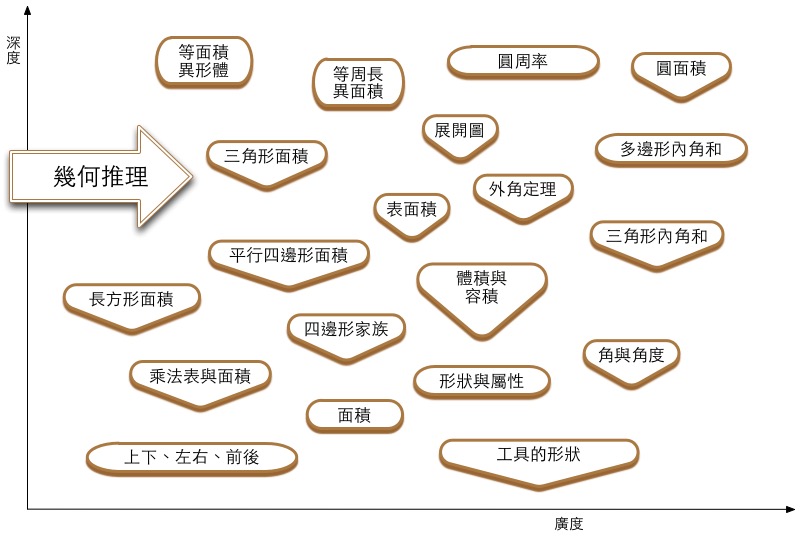 深
度
等面積
異形體
等周長
異面積
圓周率
圓面積
展開圖
多邊形內角和
三角形面積
幾何推理
外角定理
表面積
三角形內角和
平行四邊形面積
體積與
容積
長方形面積
四邊形家族
角與角度
乘法表與面積
形狀與屬性
面積
上下、左右、前後
工具的形狀
廣度